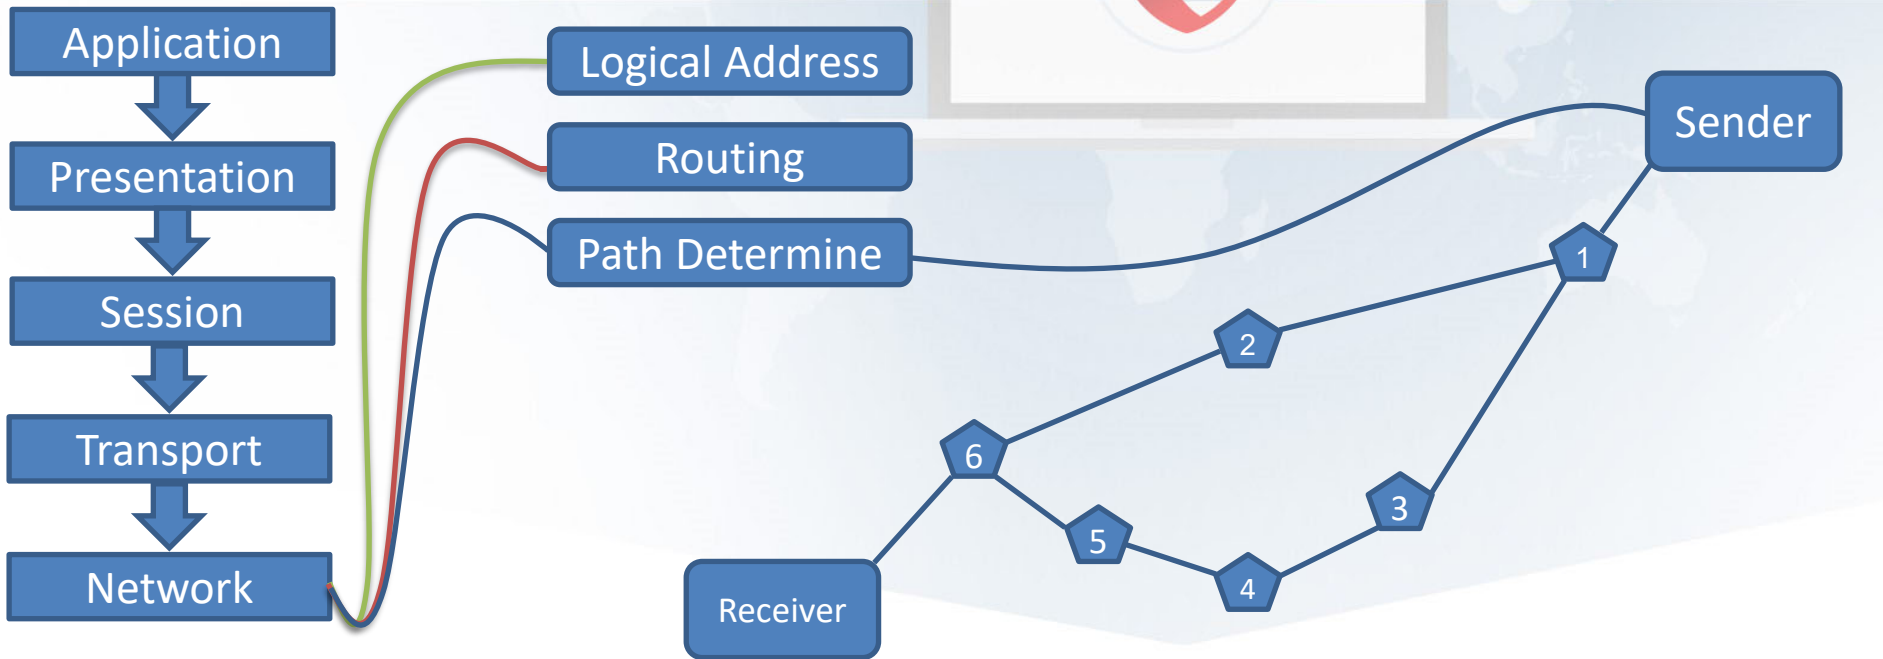 Application
Presentation
Session
Transport
Network
Logical Address
Routing
Path Determine
Sender
1
2
3
4
5
6
Receiver